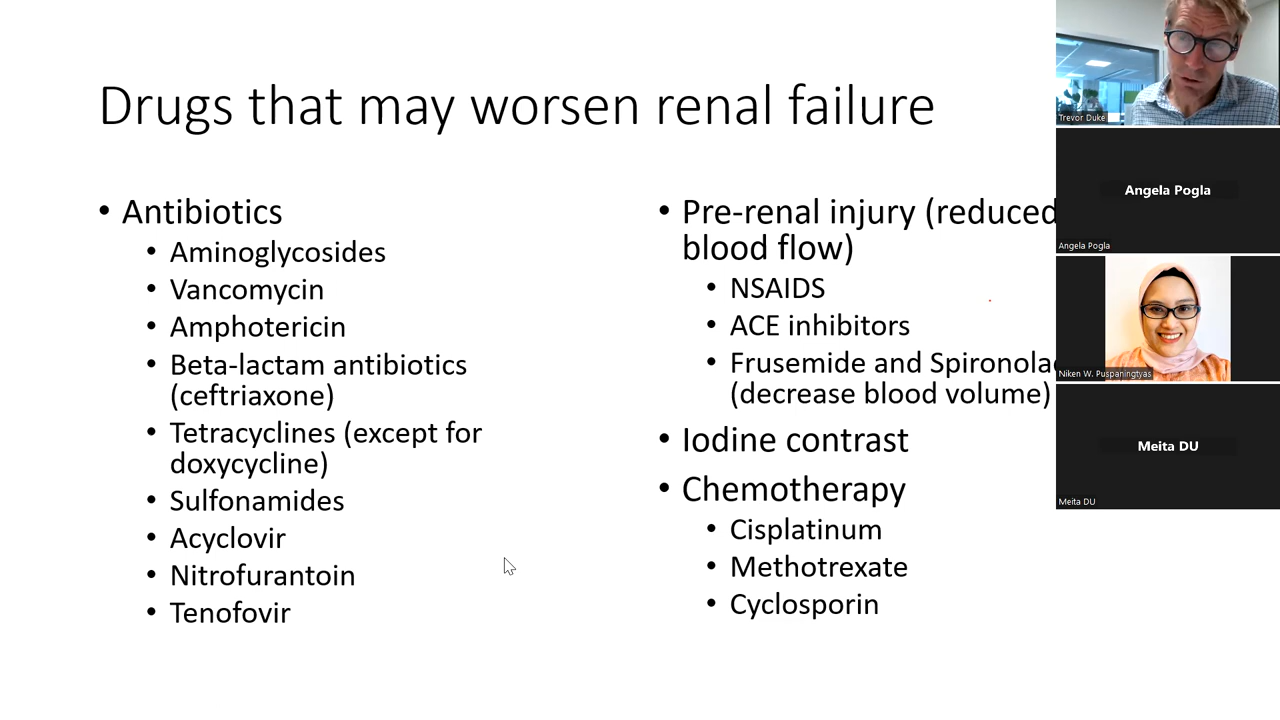 Drugs that may worsen renal failure
• Antibiotics
• Aminoglycosides
• Vancomycin
• Amphotericin
• Beta-lactam antibiotics
(ceftriaxone)
• Tetracyclines (except for
doxycycline)
• Sulfonamides
• Acyclovir
• Nitrofurantoin
• Tenofovir
• Pre-renal injury (reduced
blood flow)
• NSAIDS
• ACE inhibitors
• Frusemide and Spironolac
(decrease blood volume)
• Iodine contrast
• Chemotherapy
• Cisplatinum
• Methotrexate
• Cyclosporin
Trevor Duke
Angela Pogla
Angela Pogla
Niken W. Puspaningtyas
Meita DU
Meita DU